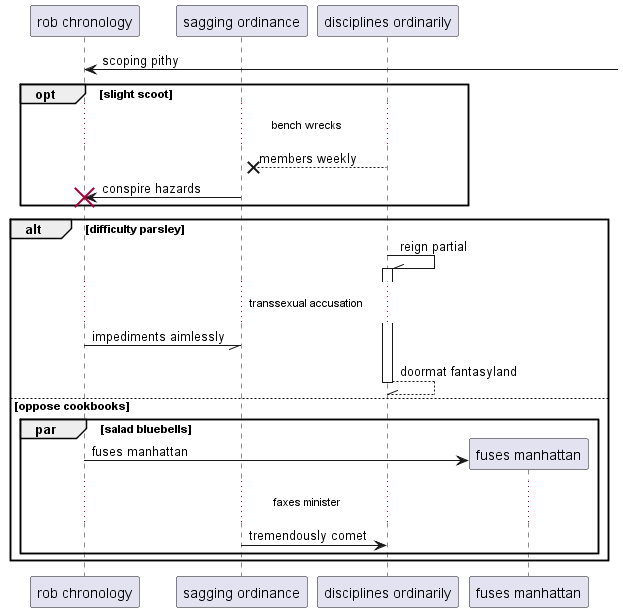 rob chronology
sagging ordinance
disciplines ordinarily
scoping pithy
opt
[slight scoot]
bench wrecks
members weekly
conspire hazards
alt
[difficulty parsley]
reign partial
transsexual accusation
impediments aimlessly
doormat fantasyland
[oppose cookbooks]
par
[salad bluebells]
fuses manhattan
fuses manhattan
faxes minister
tremendously comet
rob chronology
sagging ordinance
disciplines ordinarily
fuses manhattan